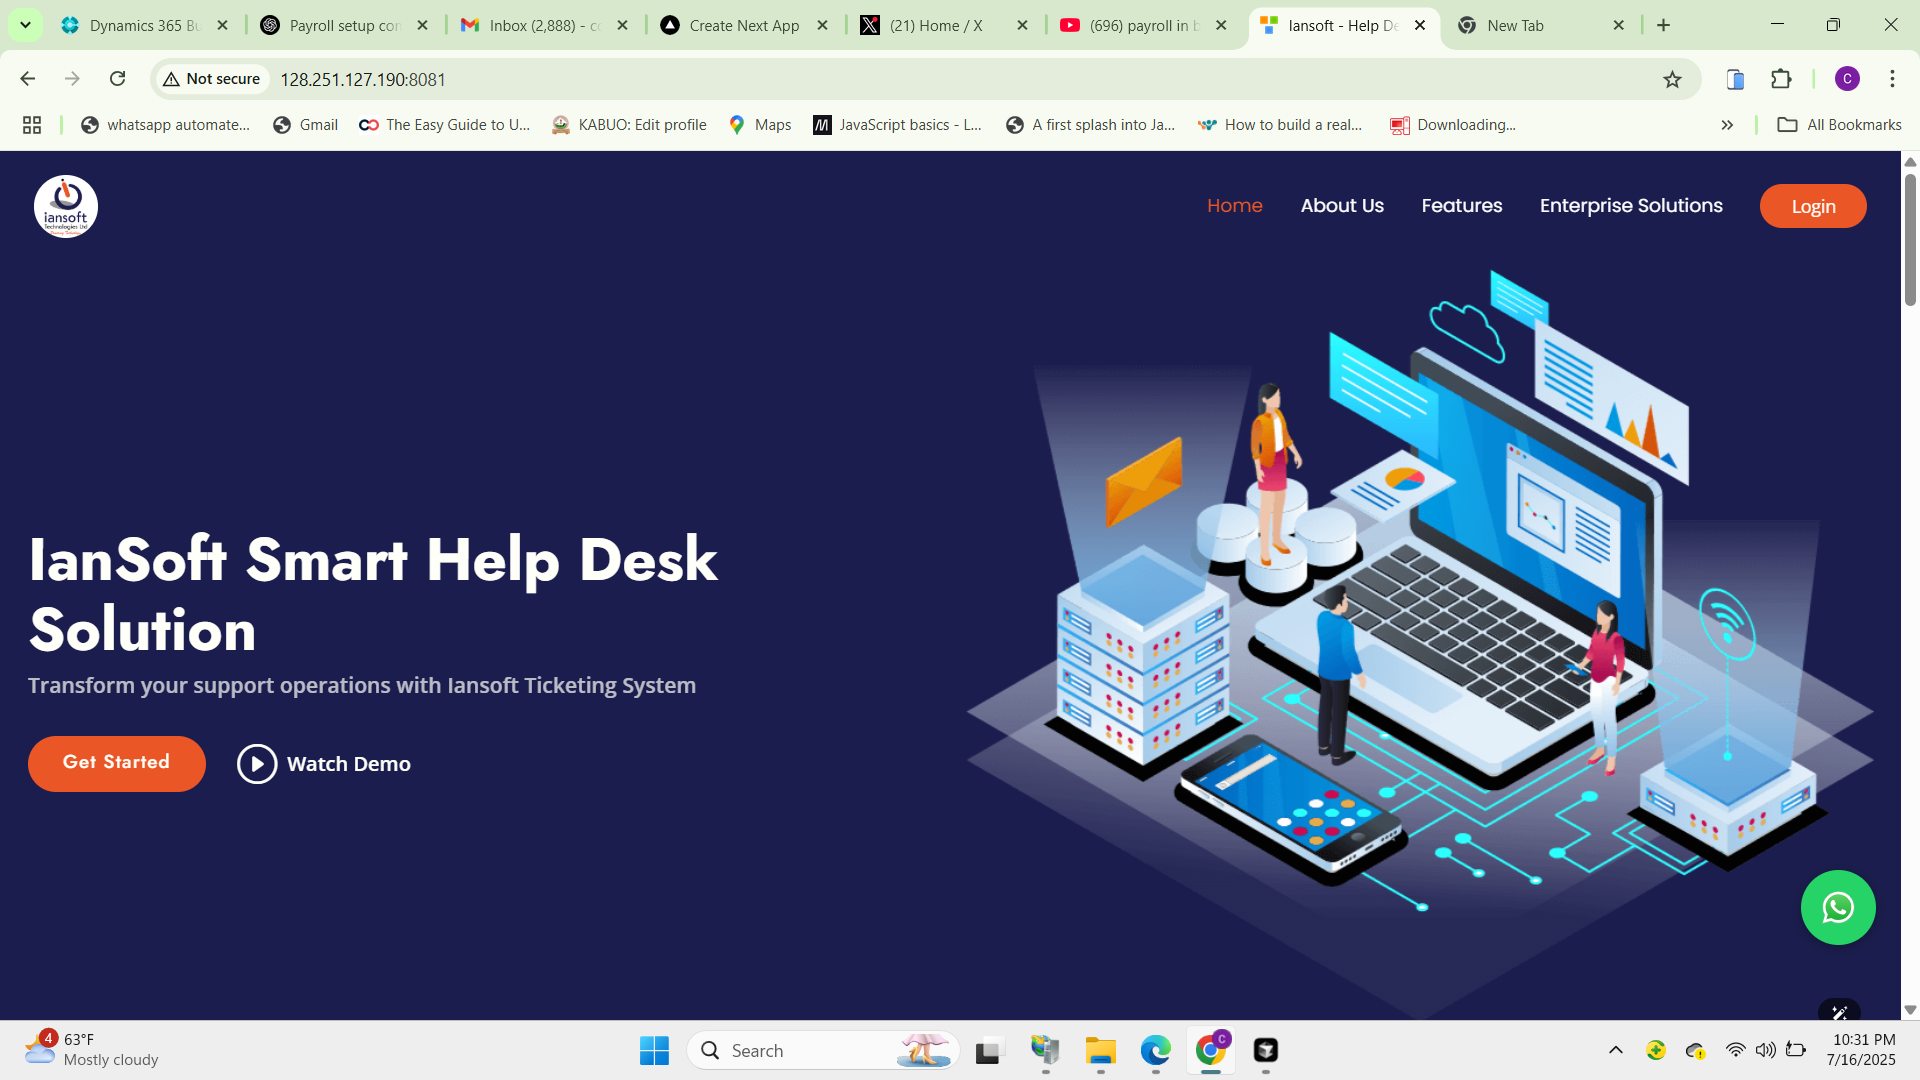 Dynamics 365 Bu
Payroll setup con
Inbox (2,888) - co
Create Next App
(21) Home / X
(696) payroll in b
Iansoft - Help De
New Tab
Not secure
128.251.127.190:8081
C
whatsapp automate...
Gmail
The Easy Guide to U...
KABUO: Edit profile
Maps
JavaScript basics - L...
A first splash into Ja...
How to build a real...
Downloading...
All Bookmarks
iansoft
Technologies Ltd
Home
About Us
Features
Enterprise Solutions
Login
IanSoft Smart Help Desk
Solution
Transform your support operations with Iansoft Ticketing System
Get Started
Watch Demo
4
63°F
Mostly cloudy
Search
C
10:31 PM
7/16/2025